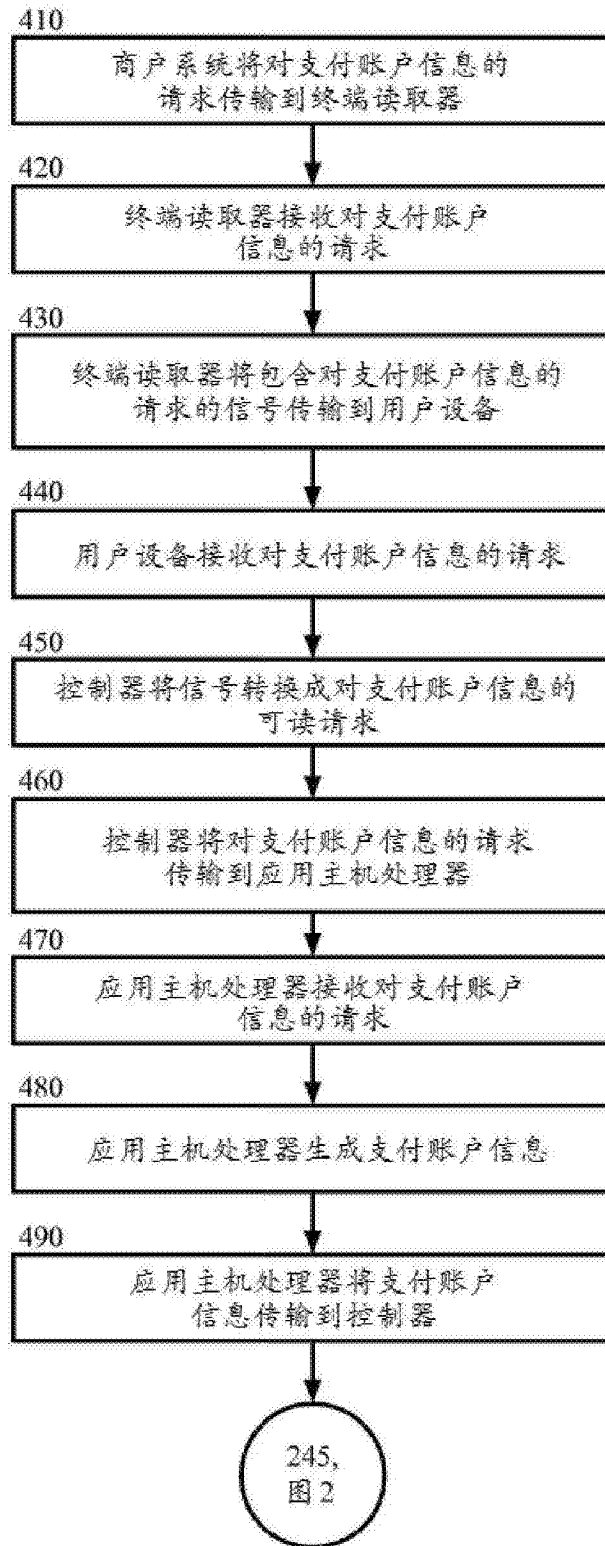 410
商户系统将对支付账户信息的
请求传输到终端读取器
420
终端读取器接收对支付账户
信息的请求
430
终端读取器将包含对支付账户信息的
请求的信号传输到用户设备
440
用户设备接收对支付账户信息的请求
450
控制器将信号转换成对支付账户信息的
可读请求
460
控制器将对支付账户信息的请求
传输到应用主机处理器
470
应用主机处理器接收对支付账户
信息的请求
480
应用主机处理器生成支付账户信息
490
应用主机处理器将支付账户
信息传输到控制器
245,
图 2